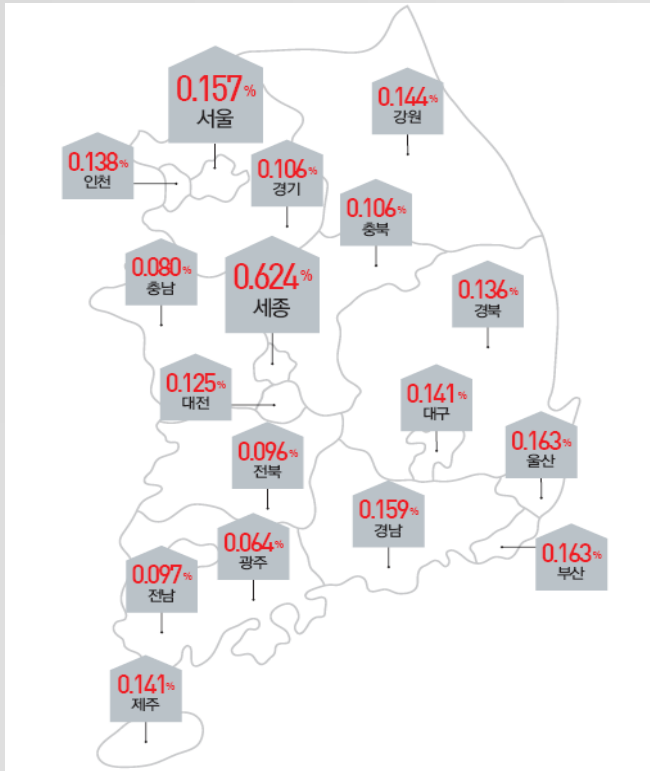 0.157%
서울
0.144%
강원
0.138%
인천
0.106%
경기
0.106%
충북
0.080%
충남
0.624%
세종
0.136%
경북
0.125%
대전
0.141%
대구
0.163%
울산
0.096%
전북
0.159%
경남
0.064%
광주
0.163%
부산
0.097%
전남
0.141%
제주